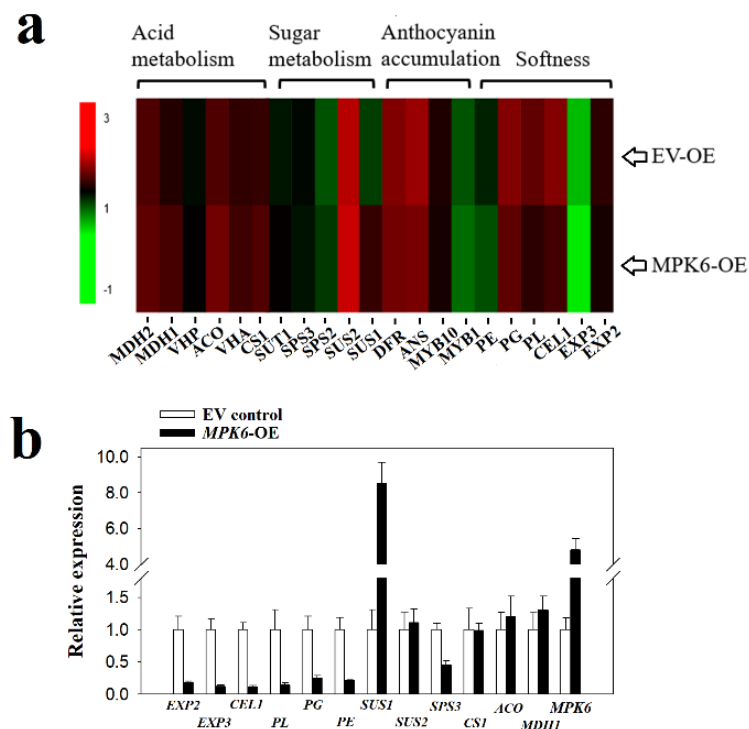 a
Acid metabolism
Sugar metabolism
Anthocyanin accumulation
Softness
3
1
-1
EV-OE
MPK6-OE
MDH2
MDH1
VHP
ACO
VHA
CS1
SUT1
SPS3
SPS2
SUS2
SUS1
DFR
ANS
MYB10
MYB1
PE
PG
PL
CEL1
EXP3
EXP2
b
EV control
MPK6-OE
Relative expression
10.0
8.0
6.0
4.0
1.5
1.0
0.5
0.0
EXP2
EXP3
CEL1
PL
PG
PE
SUS1
SUS2
SPS3
CS1
ACO
MDH1
MPK6